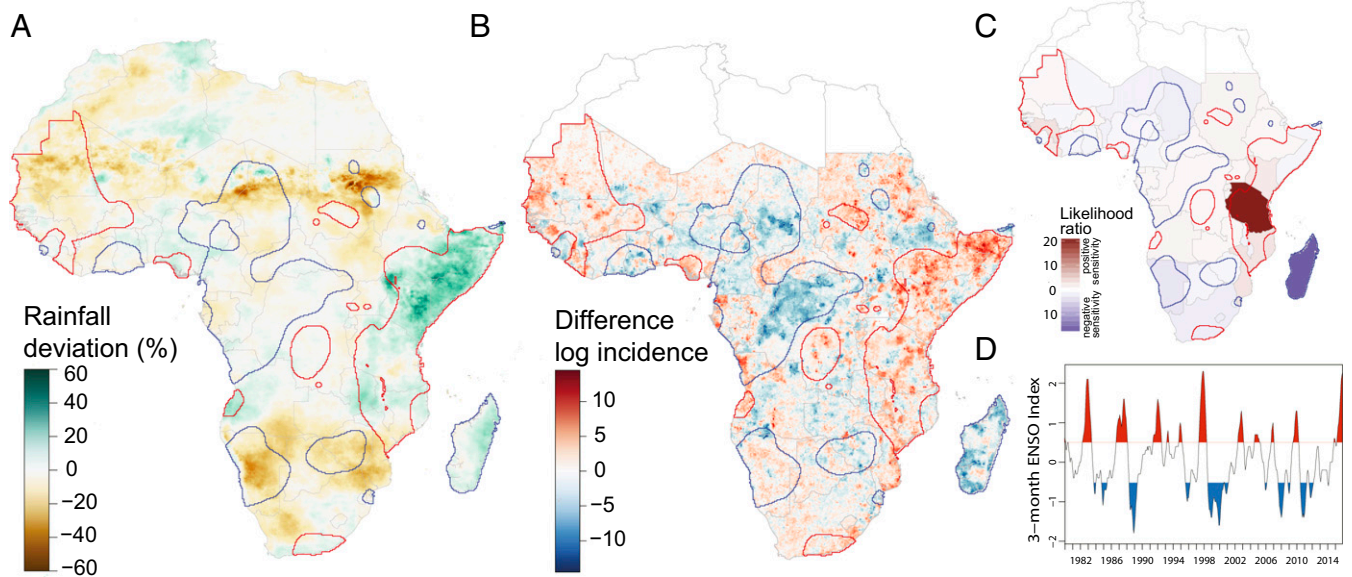 A
Rainfall
deviation (%)
60
40
20
0
−20
−40
−60
B
Difference
log incidence
10
5
0
−5
−10
C
Likelihood
ratio
20
10
0
10
positive
sensitivity
negative
sensitivity
D
3−month ENSO Index
2
1
0
−1
−2
1982 1986 1990 1994 1998 2002 2006 2010 2014